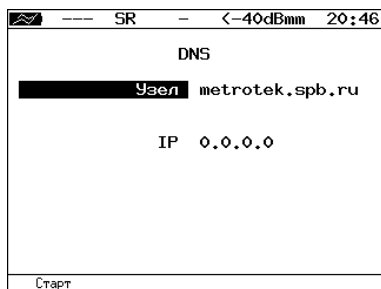 --- SR - <-40dBmm 20:46
DNS
Узел metrotek.spb.ru
IP 0.0.0.0
Старт